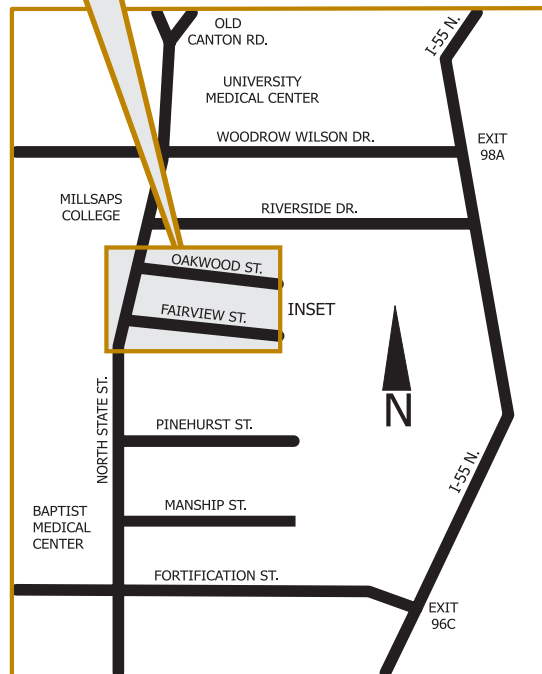 OLD
CANTON RD.
I-55 N.
UNIVERSITY
MEDICAL CENTER
WOODROW WILSON DR.
EXIT
98A
MILLSAPS
COLLEGE
RIVERSIDE DR.
OAKWOOD ST.
FAIRVIEW ST.
INSET
N
NORTH STATE ST.
PINEHURST ST.
I-55 N.
MANSHIP ST.
BAPTIST
MEDICAL
CENTER
FORTIFICATION ST.
EXIT
96C